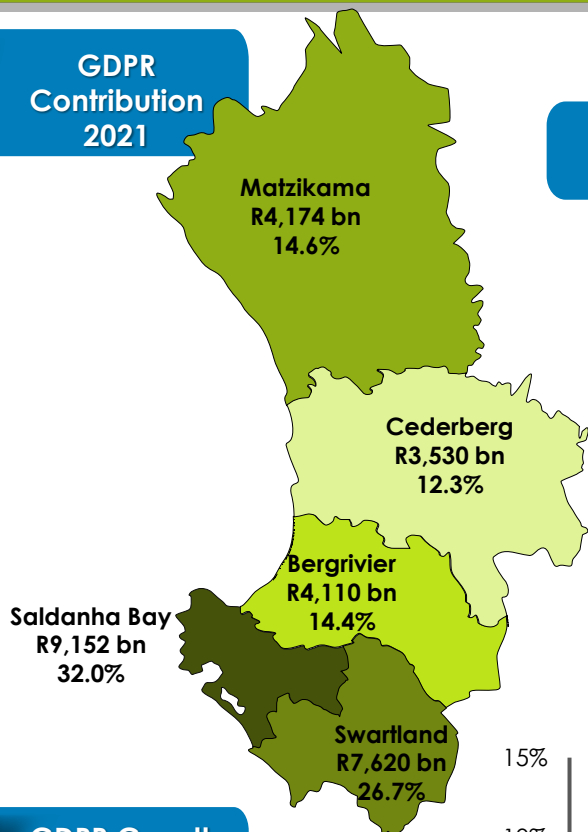 GDPR
Contribution
2021
Matzikama
R4,174 bn
14.6%
Cederberg
R3,530 bn
12.3%
Bergrivier
R4,110 bn
14.4%
Saldanha Bay
R9,152 bn
32.0%
Swartland
R7,620 bn
26.7%
15%